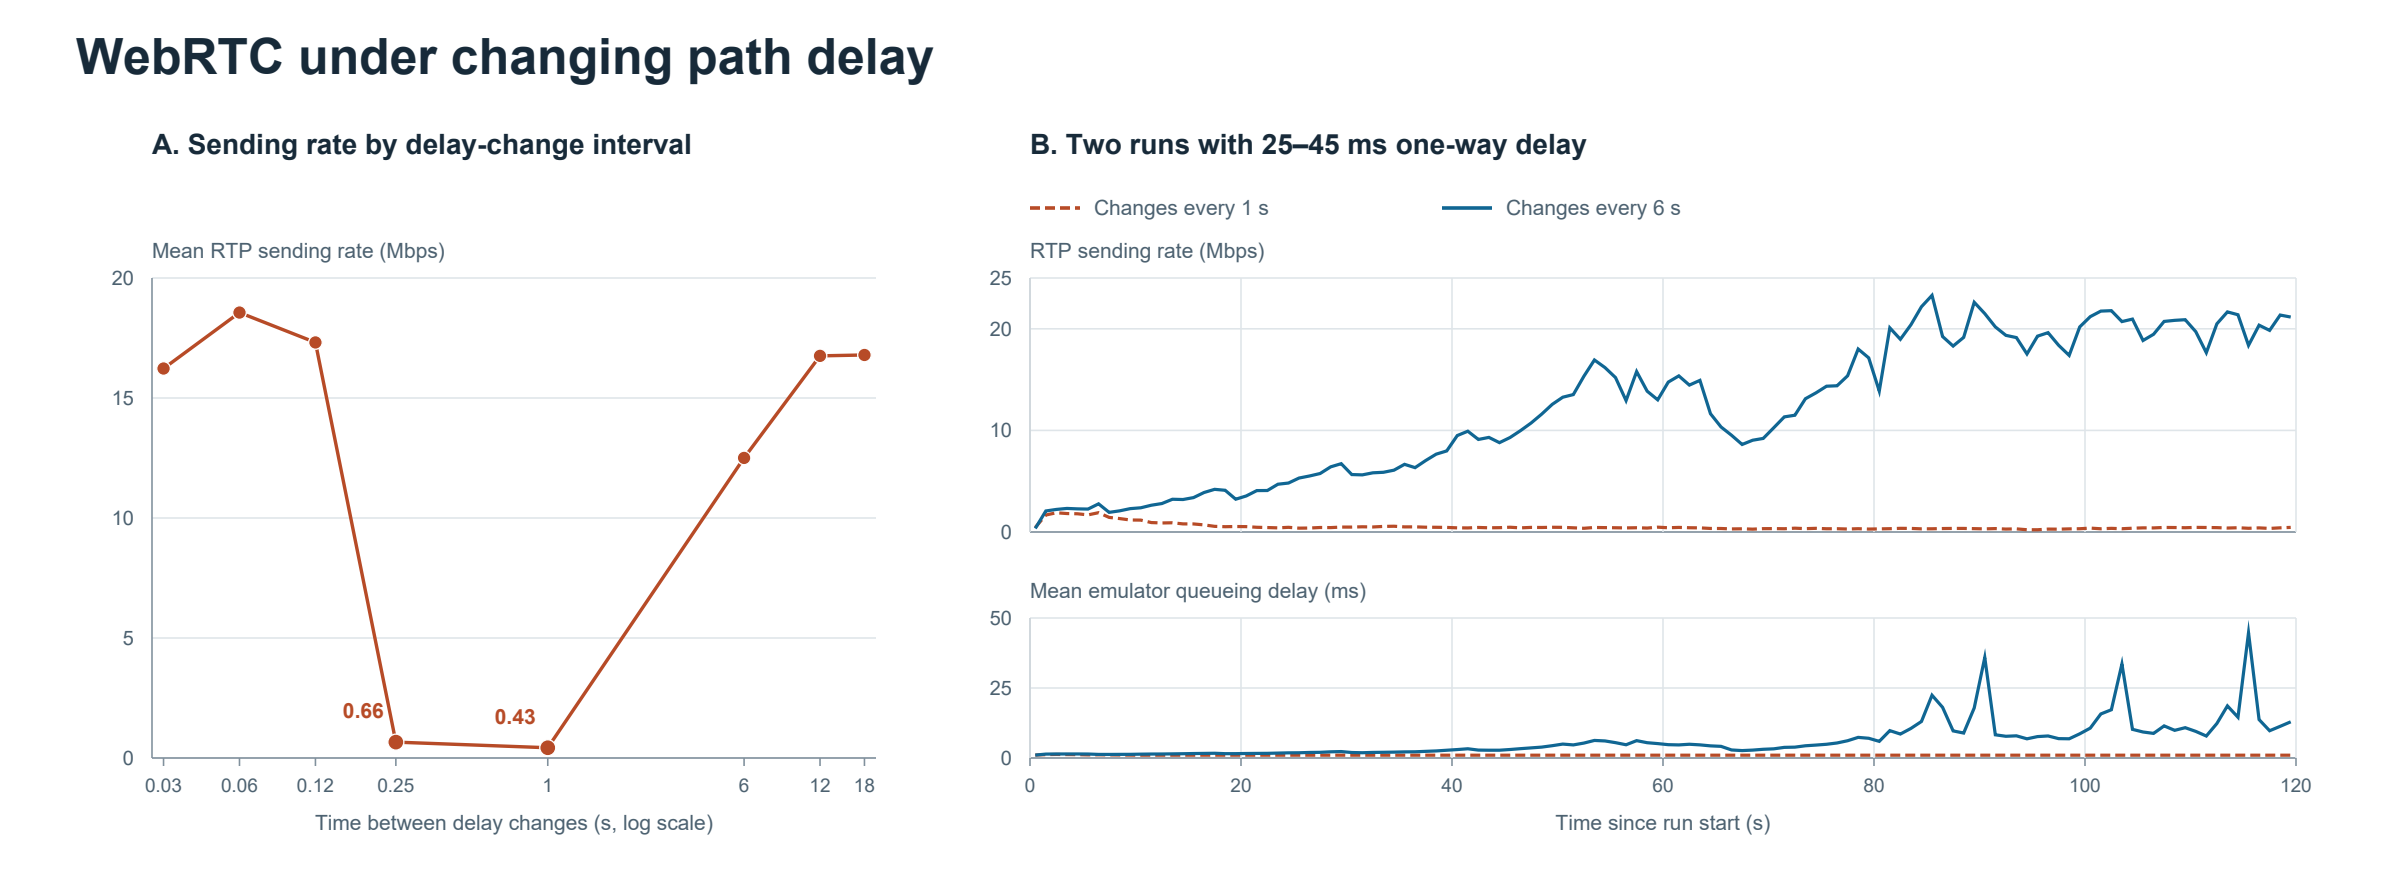 WebRTC under changing path delay
A. Sending rate by delay-change interval
Mean RTP sending rate (Mbps)
20
15
10
5
0
0.66
0.43
0.03 0.06 0.12 0.25 1 6 12 18
Time between delay changes (s, log scale)
B. Two runs with 25–45 ms one-way delay
Changes every 1 s Changes every 6 s
RTP sending rate (Mbps)
25
20
10
0
Mean emulator queueing delay (ms)
50
25
0
0 20 40 60 80 100 120
Time since run start (s)